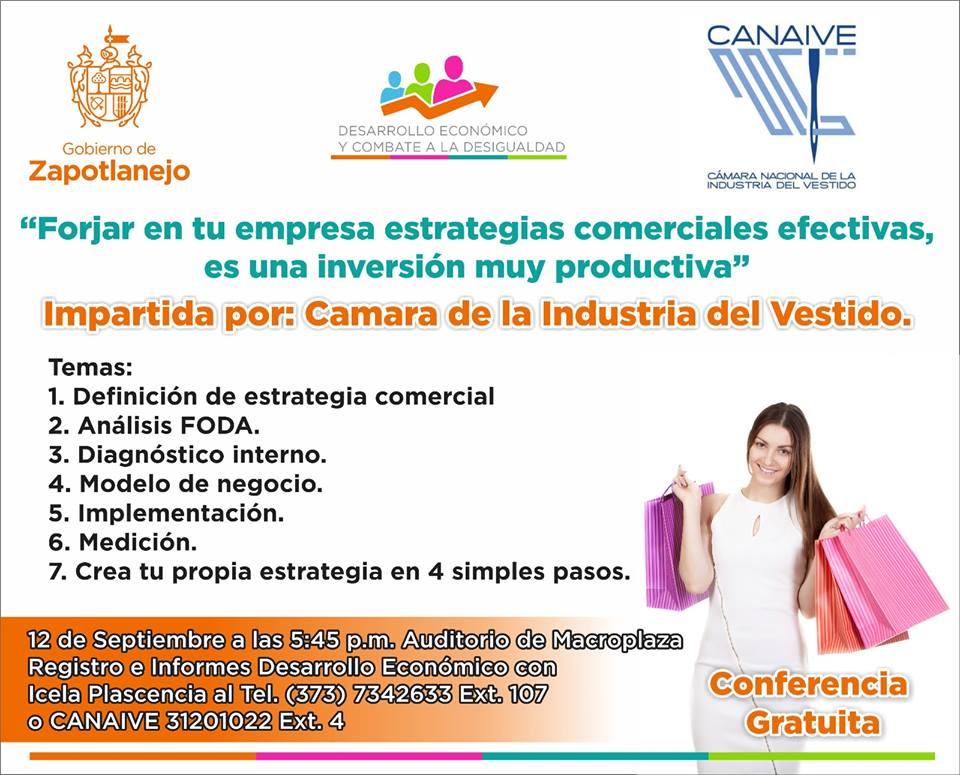 Gobierno de
Zapotlanejo
DESARROLLO ECONÓMICO
Y COMBATE A LA DESIGUALDAD
CANAIVE
CÁMARA NACIONAL DE LA
INDUSTRIA DEL VESTIDO
“Forjar en tu empresa estrategias comerciales efectivas,
es una inversión muy productiva”
Impartida por: Camara de la Industria del Vestido.
Temas:
1. Definición de estrategia comercial
2. Análisis FODA.
3. Diagnóstico interno.
4. Modelo de negocio.
5. Implementación.
6. Medición.
7. Crea tu propia estrategia en 4 simples pasos.
12 de Septiembre a las 5:45 p.m. Auditorio de Macroplaza
Registro e Informes Desarrollo Económico con
Icela Plascencia al Tel. (373) 7342633 Ext. 107
o CANAIVE 31201022 Ext. 4
Conferencia
Gratuita